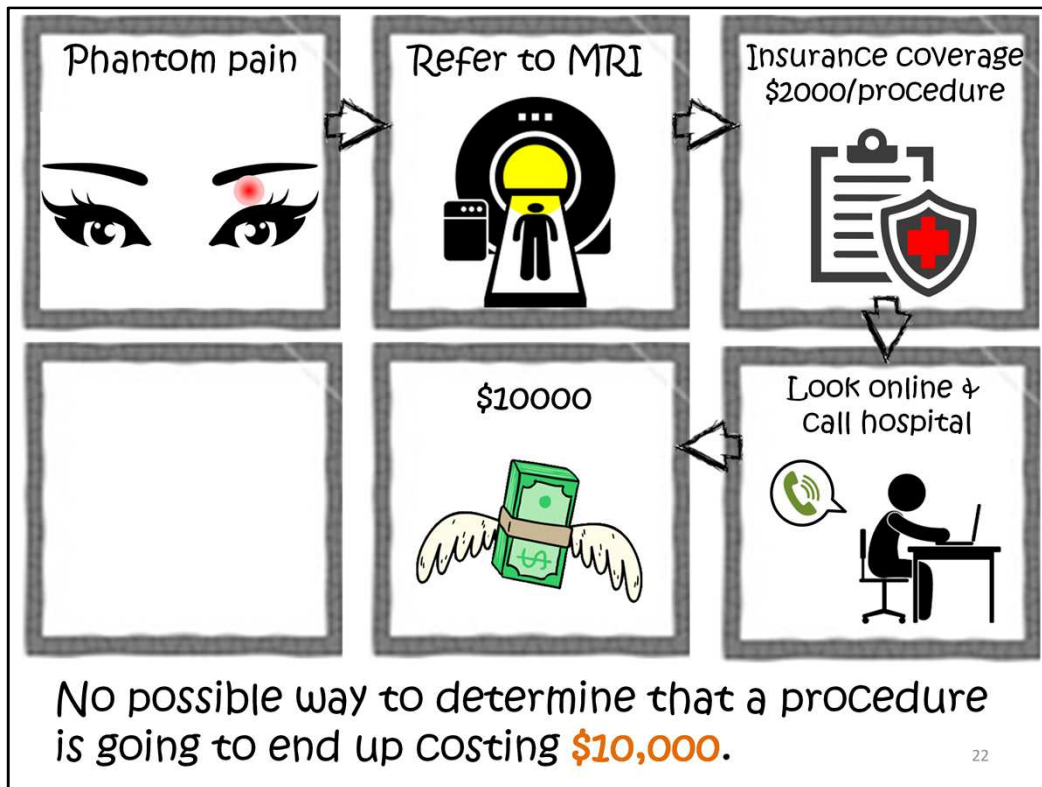 Phantom pain
Refer to MRI
Insurance coverage
$2000/procedure
Look online &
call hospital
$10000
$
No possible way to determine that a procedure
is going to end up costing $10,000.
22